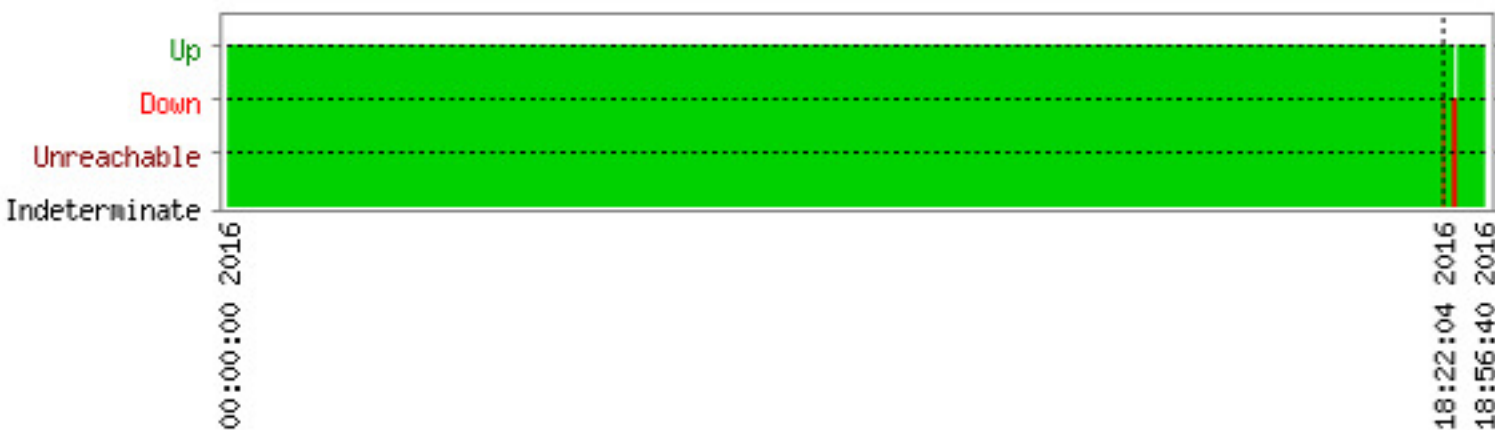 Up
Down
Unreachable
Indeterminate
00:00:00 2016
18:22:04 2016
18:56:40 2016